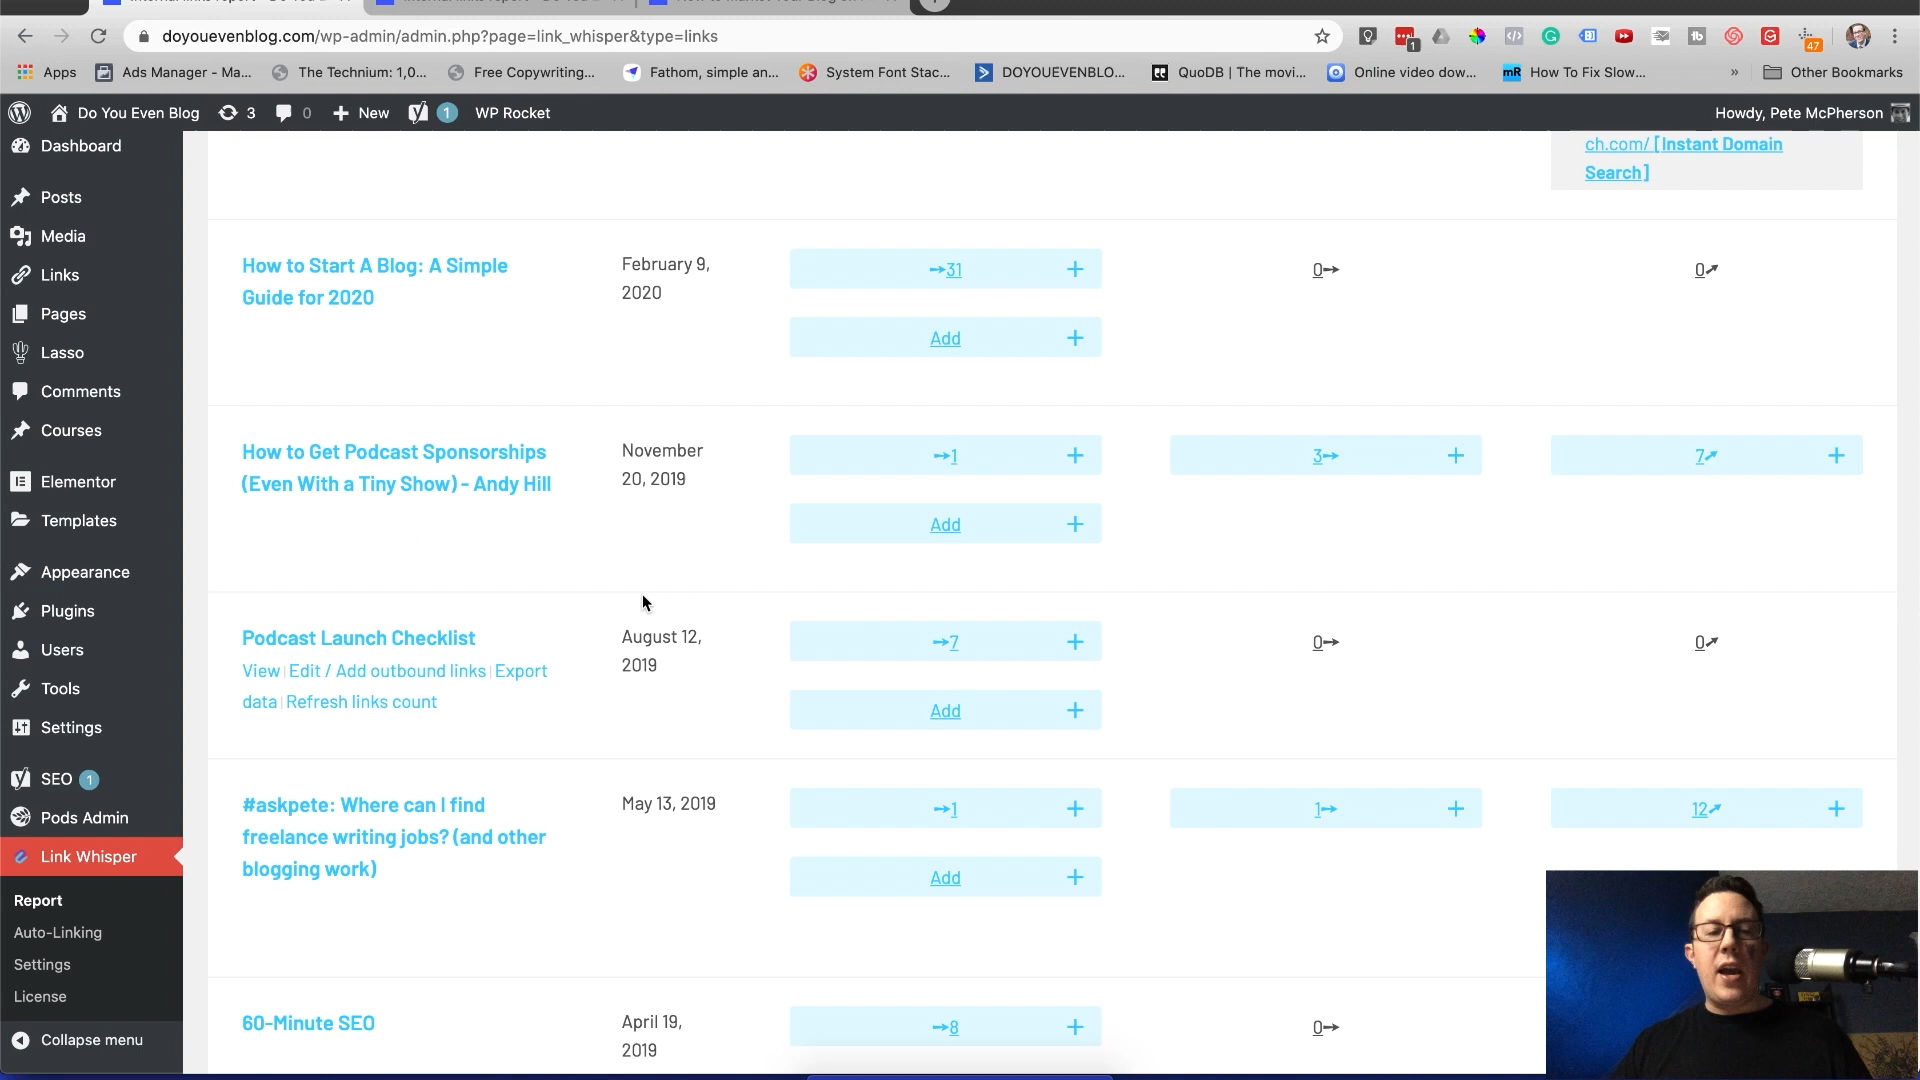 doyouevenblog.com/wp-admin/admin.php?page=link_whisper&type=links
1
47
Apps
Ads Manager - Ma...
The Technium: 1,0...
Free Copywriting...
Fathom, simple an...
System Font Stac...
DOYOUEVENBLO...
QuoDB | The movi...
Online video dow...
mR How To Fix Slow...
»
Other Bookmarks
Do You Even Blog
3
0
+ New
1
WP Rocket
Howdy, Pete McPherson
Dashboard
Posts
Media
Links
Pages
Lasso
Comments
Courses
Elementor
Templates
Appearance
Plugins
Users
Tools
Settings
SEO 1
Pods Admin
Link Whisper
Report
Auto-Linking
Settings
License
Collapse menu
ch.com/ [Instant Domain
Search]
How to Start A Blog: A Simple
Guide for 2020
February 9,
2020
31 +
Add +
0
0
How to Get Podcast Sponsorships
(Even With a Tiny Show) - Andy Hill
November
20, 2019
1 +
Add +
3 +
7 +
Podcast Launch Checklist
View | Edit / Add outbound links | Export
data | Refresh links count
August 12,
2019
7 +
Add +
0
0
#askpete: Where can I find
freelance writing jobs? (and other
blogging work)
May 13, 2019
1 +
Add +
1 +
12 +
60-Minute SEO
April 19,
2019
8 +
0